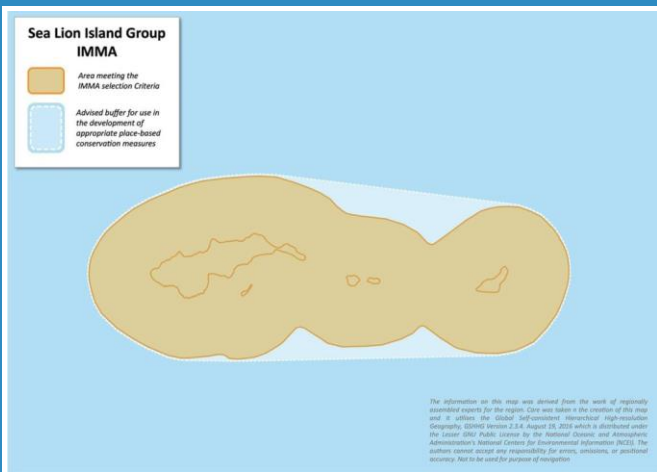 Sea Lion Island Group
IMMA
Area meeting the
IMMA selection Criteria
Advised buffer for use in
the development of
appropriate place-based
conservation measures
The information on this map was derived from the work of regionally
assembled experts for the region. Care was taken n the creation of this map
and it utilises the Global Self-consistent Hierarchical High-resolution
Geography, GSHHG Version 2.3.6. August 19, 2016 which is distributed under
the Lesser GNU Public License by the National Oceanic and Atmospheric
Administration's National Centers for Environmental Information (NCEI). The
authors cannot accept any responsibility for errors, omissions, or positional
accuracy. Not to be used for purpose of navigation